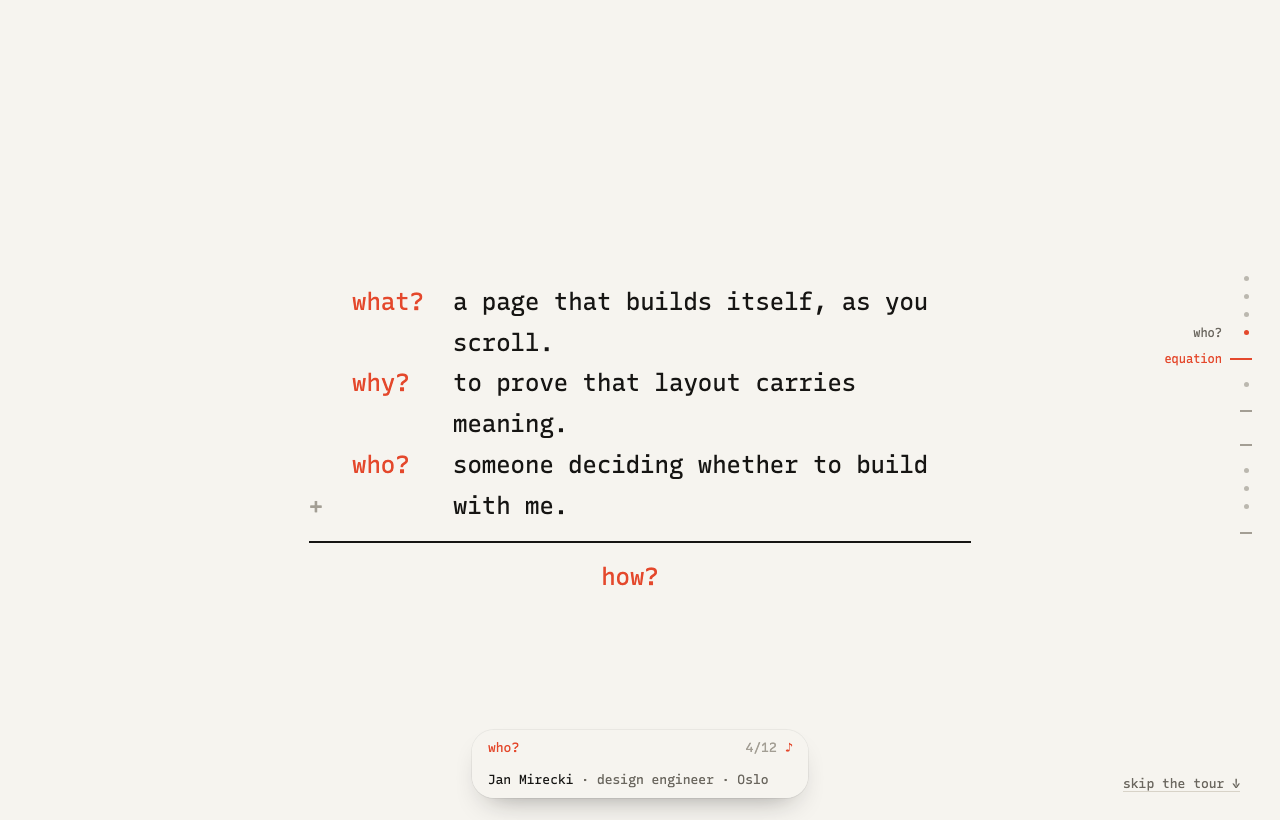 what? a page that builds itself, as you
scroll.
why? to prove that layout carries
meaning.
who? someone deciding whether to build
+ with me.
how?
who?
equation
who? 4/12 ♪
Jan Mirecki · design engineer · Oslo
skip the tour ↓